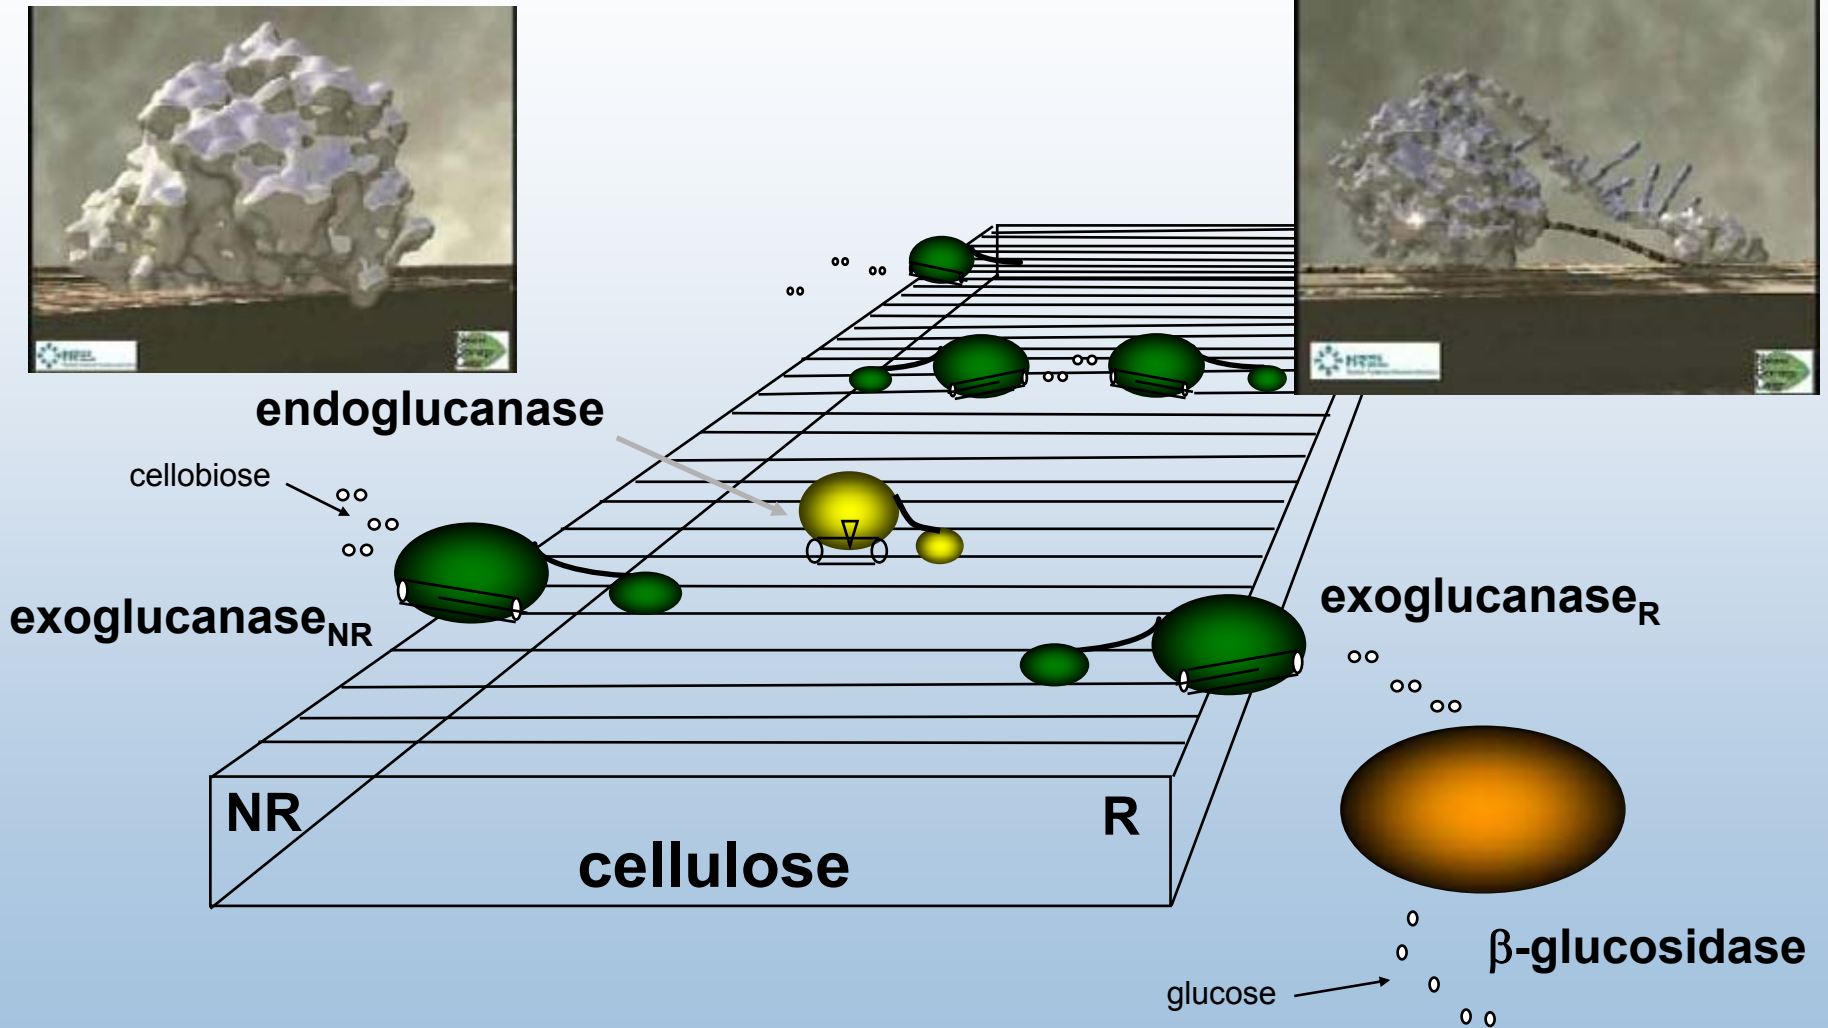 endoglucanase
cellobiose
exoglucanaseNR
exoglucanaseR
NR
R
cellulose
β-glucosidase
glucose